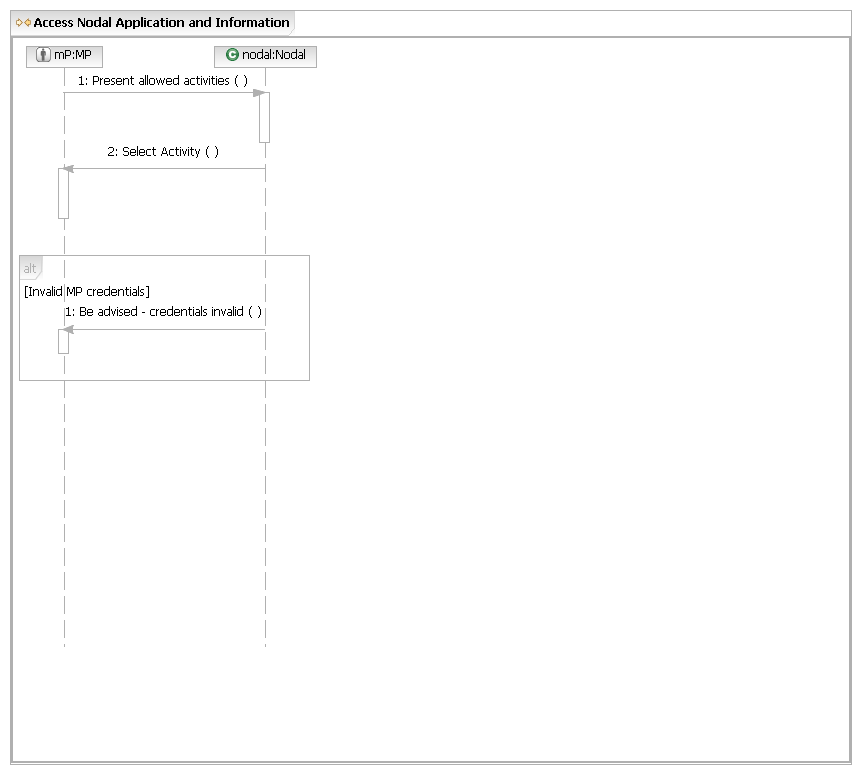 Access Nodal Application and Information
mP:MP
C nodal:Nodal
1: Present allowed activities ( )
2: Select Activity ( )
alt
[Invalid MP credentials]
1: Be advised - credentials invalid ( )